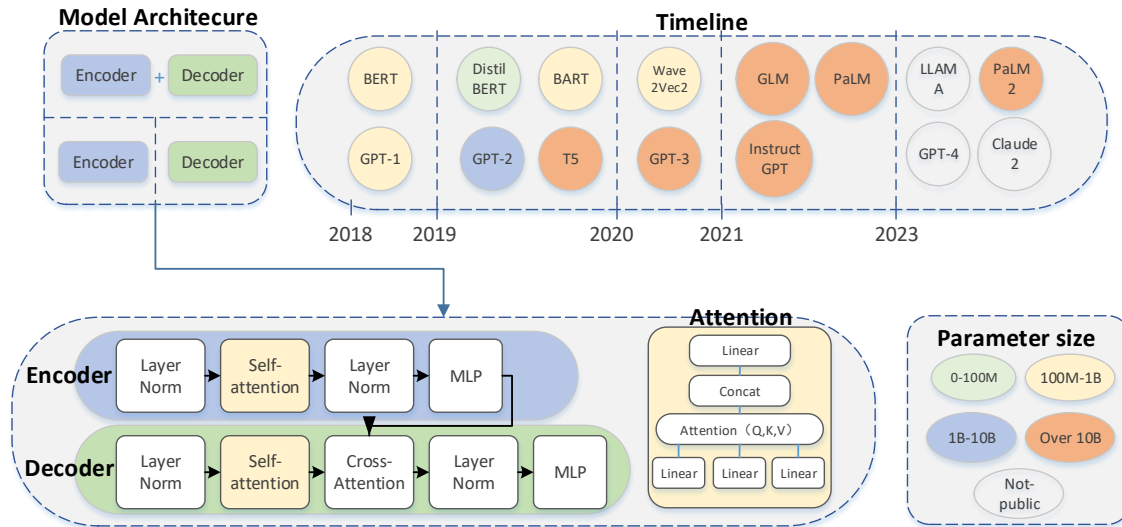 Model Architecure
Timeline
Encoder + Decoder
Encoder
Decoder
BERT
Distil
BERT
BART
Wave
2Vec2
GLM
PaLM
LLAM
A
PaLM
2
GPT-1
GPT-2
T5
GPT-3
Instruct
GPT
GPT-4
Claude
2
2018
2019
2020
2021
2023
Encoder
Layer
Norm
Self-
attention
Layer
Norm
MLP
Decoder
Layer
Norm
Self-
attention
Cross-
Attention
Layer
Norm
MLP
Attention
Linear
Concat
Attention（Q,K,V）
Linear
Linear
Linear
Parameter size
0-100M
100M-1B
1B-10B
Over 10B
Not-
public